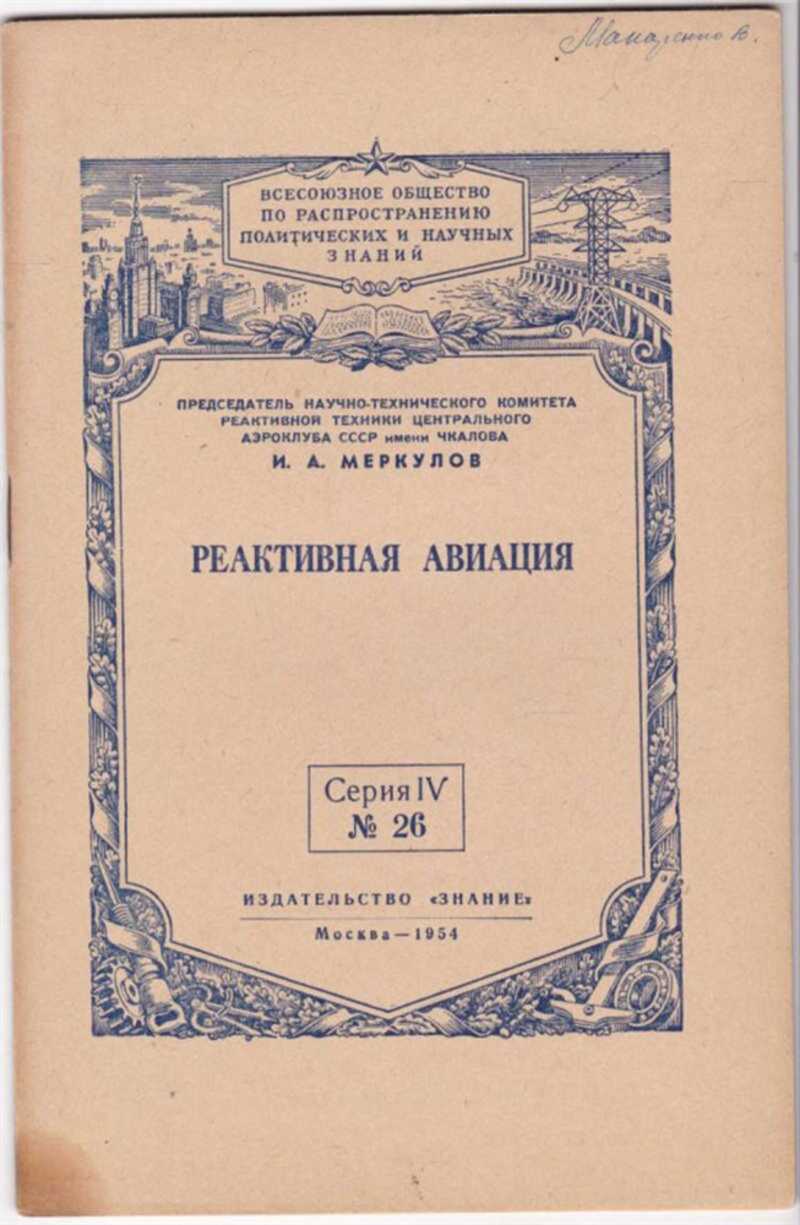 Макаренко В.
ВСЕСОЮЗНОЕ ОБЩЕСТВО
ПО РАСПРОСТРАНЕНИЮ
ПОЛИТИЧЕСКИХ И НАУЧНЫХ
ЗНАНИЙ
ПРЕДСЕДАТЕЛЬ НАУЧНО-ТЕХНИЧЕСКОГО КОМИТЕТА
РЕАКТИВНОЙ ТЕХНИКИ ЦЕНТРАЛЬНОГО
АЭРОКЛУБА СССР имени ЧКАЛОВА
И. А. МЕРКУЛОВ
РЕАКТИВНАЯ АВИАЦИЯ
Серия IV
№ 26
ИЗДАТЕЛЬСТВО «ЗНАНИЕ»
Москва—1954